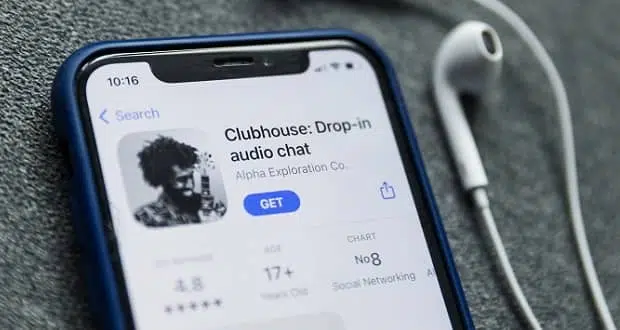 10:16
Search
Clubhouse: Drop-in
audio chat
Alpha Exploration Co.
GET
4.8
AGE
17+
Years Old
CHART
No8
Social Networking